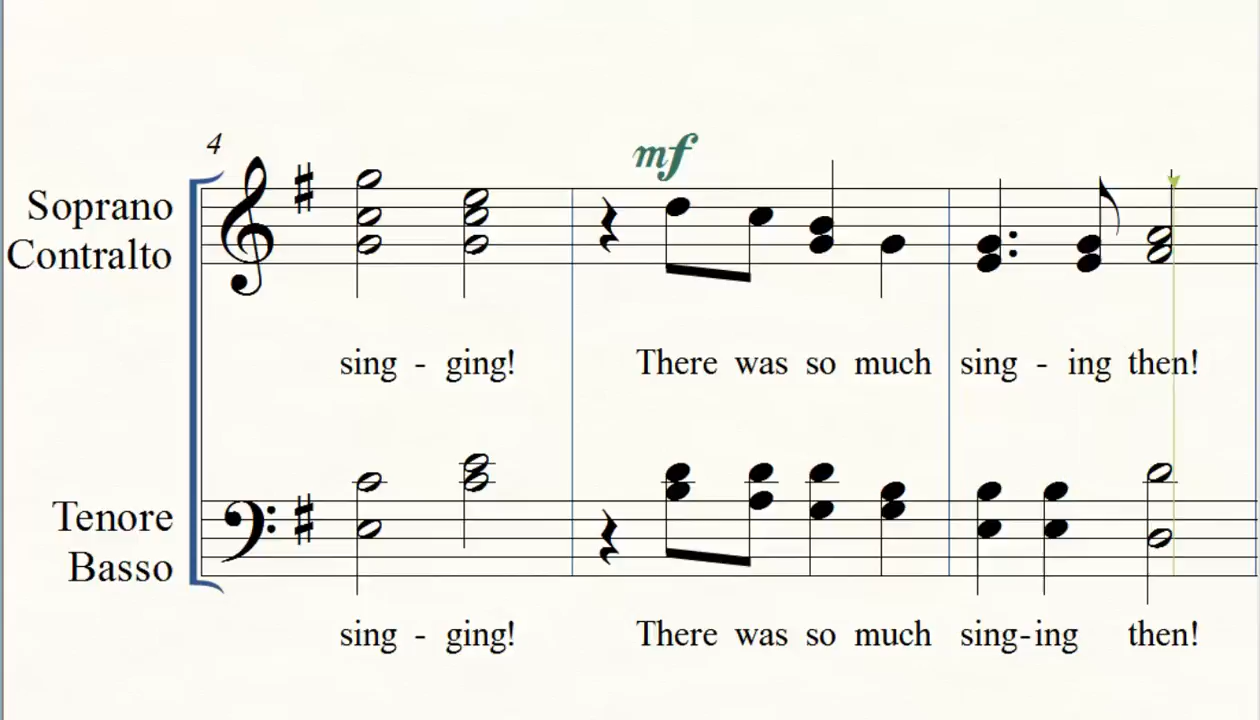 4
mf
Soprano
Contralto
sing - ging! There was so much sing - ing then!
Tenore
Basso
sing - ging! There was so much sing-ing then!